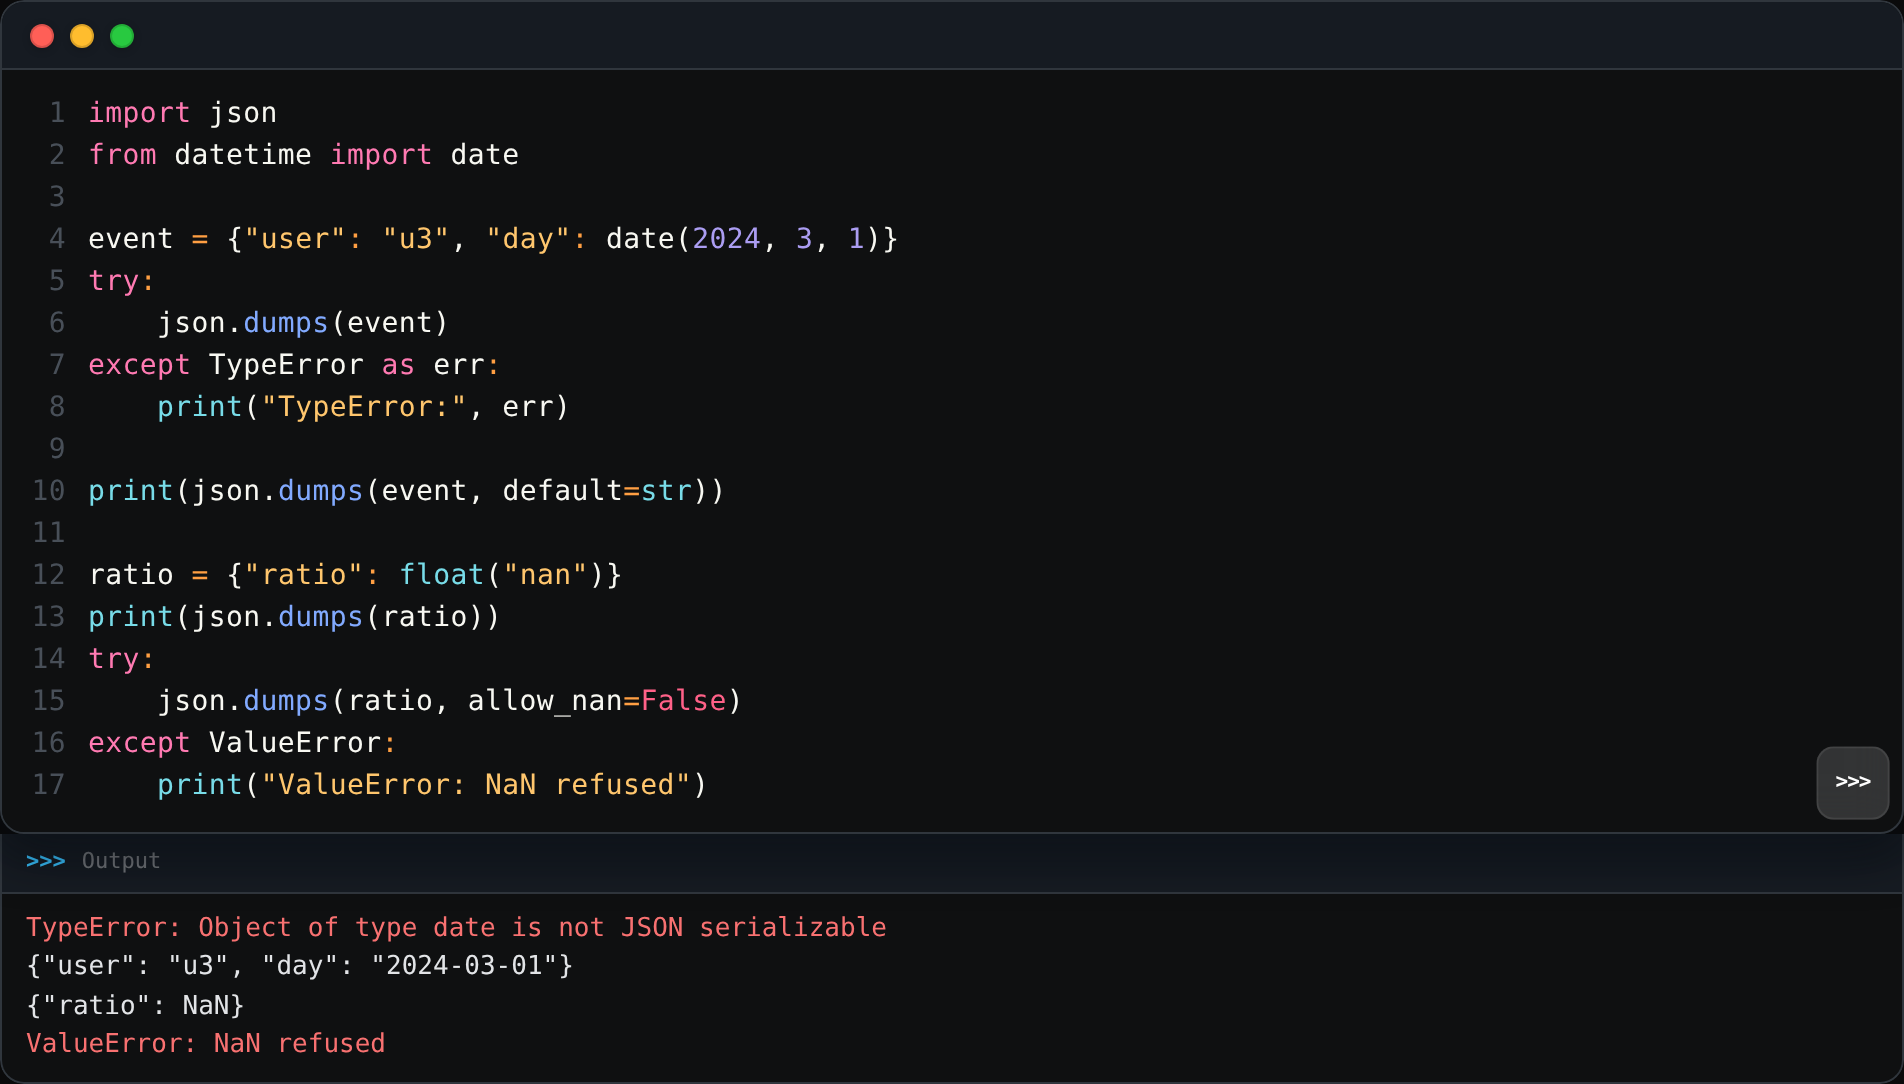 1 import json
2 from datetime import date
3
4 event = {"user": "u3", "day": date(2024, 3, 1)}
5 try:
6     json.dumps(event)
7 except TypeError as err:
8     print("TypeError:", err)
9
10 print(json.dumps(event, default=str))
11
12 ratio = {"ratio": float("nan")}
13 print(json.dumps(ratio))
14 try:
15     json.dumps(ratio, allow_nan=False)
16 except ValueError:
17     print("ValueError: NaN refused")
>>>
>>> Output
TypeError: Object of type date is not JSON serializable
{"user": "u3", "day": "2024-03-01"}
{"ratio": NaN}
ValueError: NaN refused